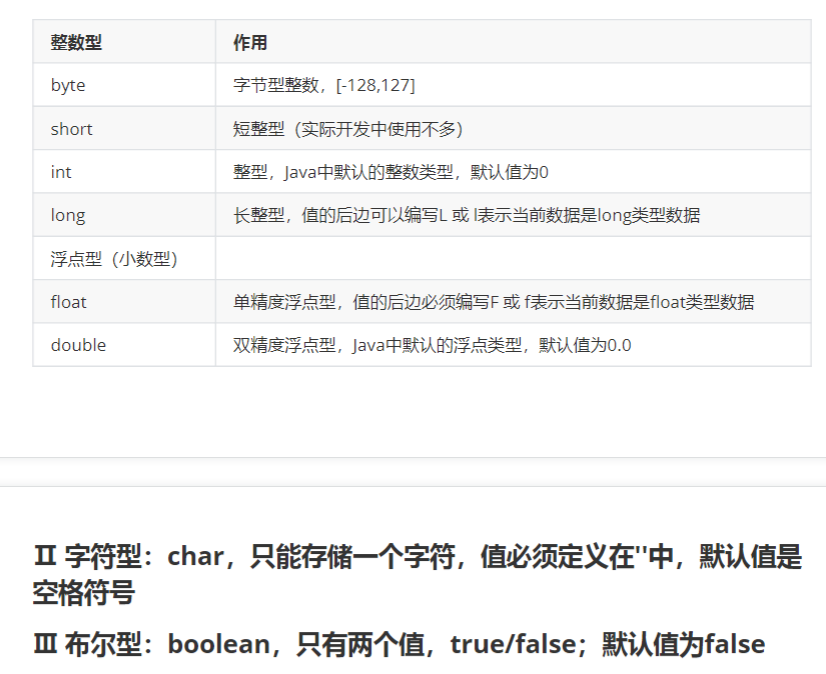 整数型 作用
byte 字节型整数，[-128,127]
short 短整型（实际开发中使用不多）
int 整型，Java中默认的整数类型，默认值为0
long 长整型，值的后边可以编写L 或 l表示当前数据是long类型数据
浮点型（小数型）
float 单精度浮点型，值的后边必须编写F 或 f表示当前数据是float类型数据
double 双精度浮点型，Java中默认的浮点类型，默认值为0.0
Ⅱ 字符型：char，只能存储一个字符，值必须定义在''中，默认值是
空格符号
Ⅲ 布尔型：boolean，只有两个值，true/false；默认值为false